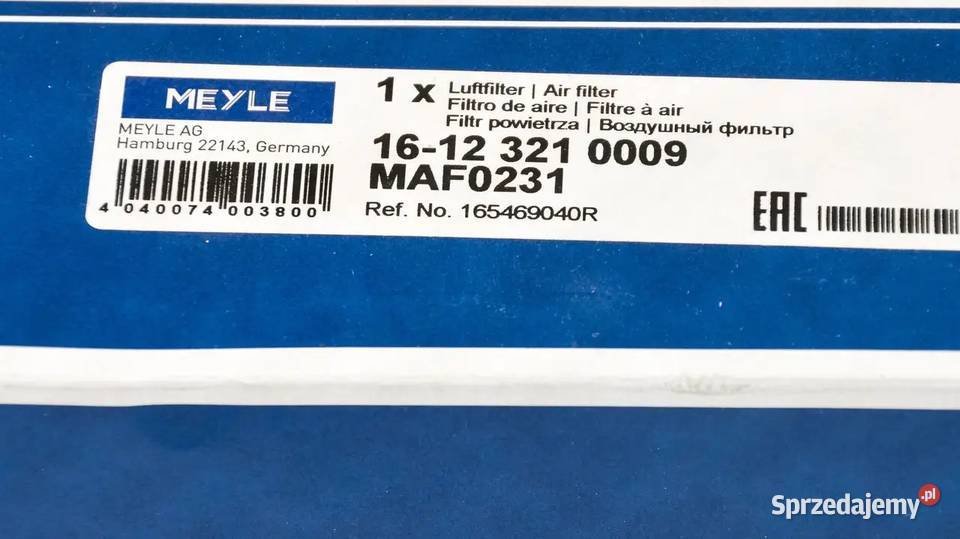 MEYLE
MEYLE AG
Hamburg 22143, Germany
4 040074 003800
1 x Luftfilter | Air filter
Filtro de aire | Filtre à air
Filtr powietrza | Воздушный фильтр
16-12 321 0009
MAF0231
Ref. No. 165469040R
EAC
Sprzedajemy.pl